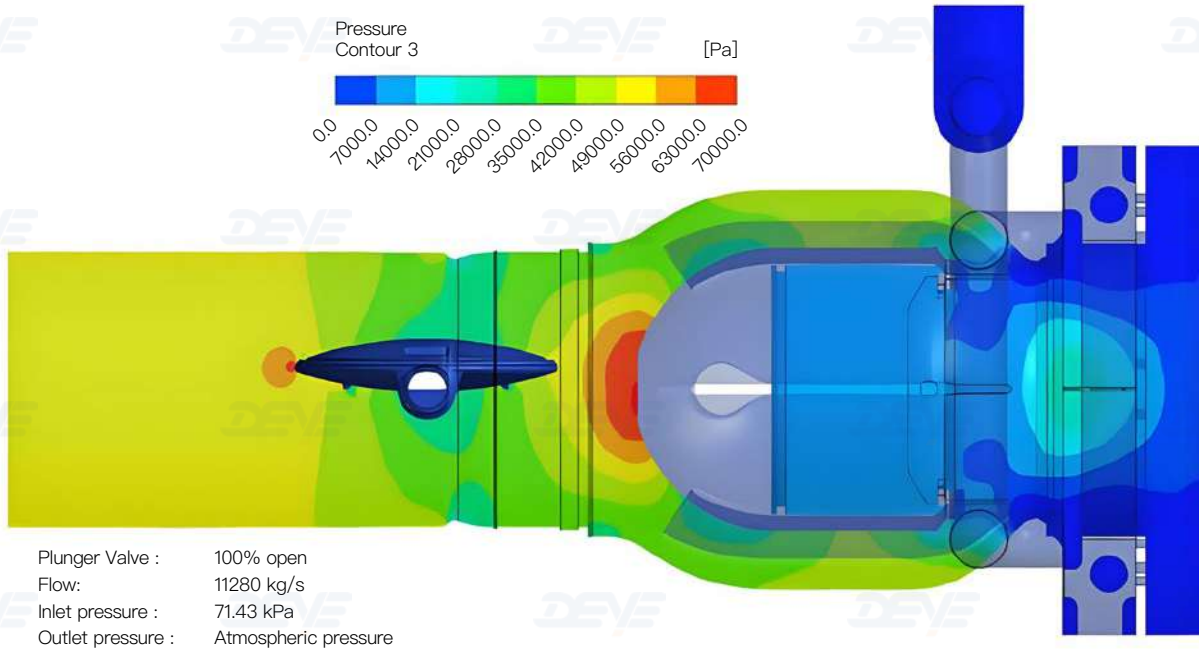 Pressure
Contour 3
[Pa]
0.0
7000.0
14000.0
21000.0
28000.0
35000.0
42000.0
49000.0
56000.0
63000.0
70000.0
Plunger Valve : 100% open
Flow: 11280 kg/s
Inlet pressure : 71.43 kPa
Outlet pressure : Atmospheric pressure